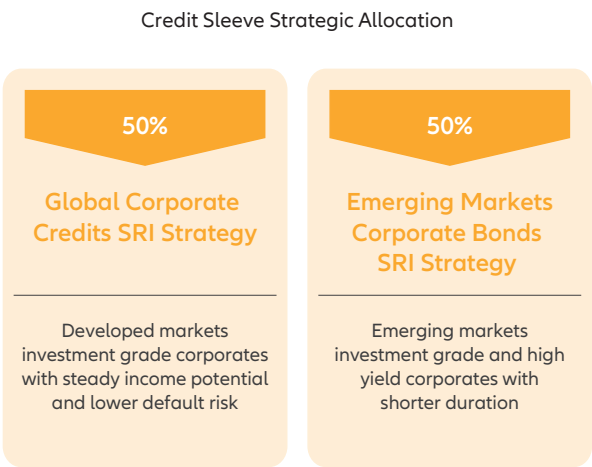 Credit Sleeve Strategic Allocation
50%
Global Corporate
Credits SRI Strategy
Developed markets
investment grade corporates
with steady income potential
and lower default risk
50%
Emerging Markets
Corporate Bonds
SRI Strategy
Emerging markets
investment grade and high
yield corporates with
shorter duration